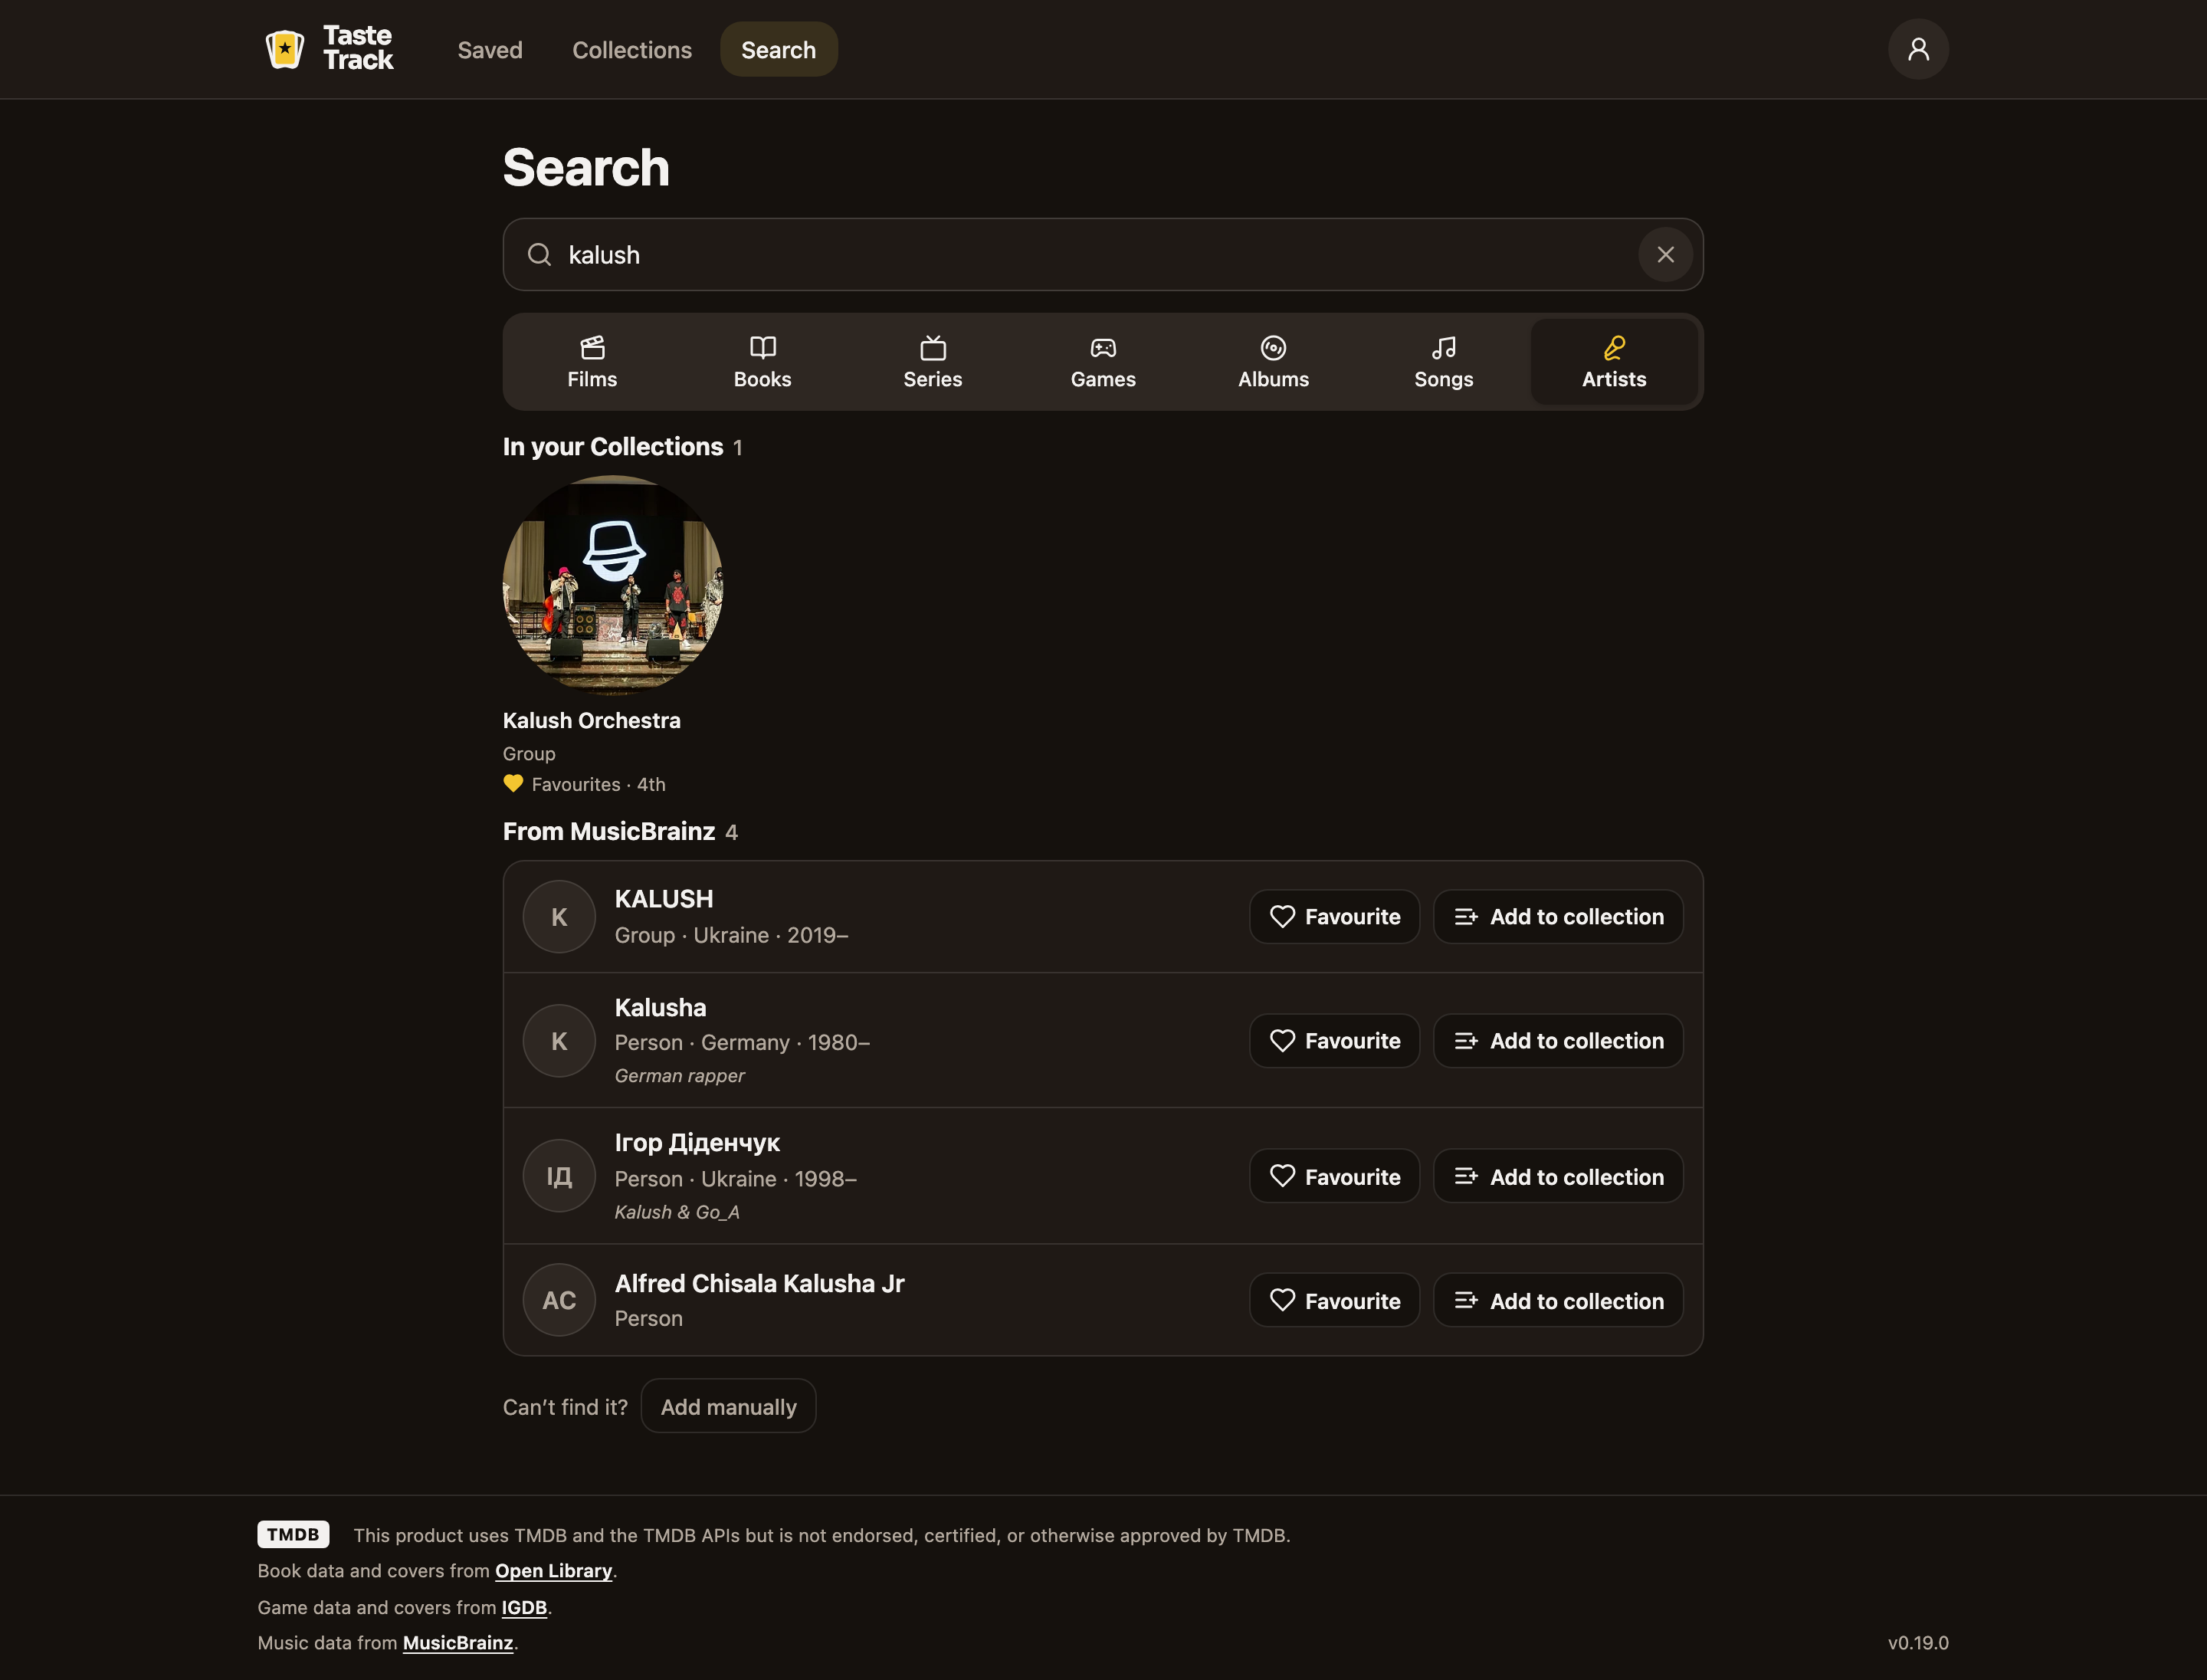 Taste
Track
Saved
Collections
Search
Search
kalush
Films
Books
Series
Games
Albums
Songs
Artists
In your Collections 1
Kalush Orchestra
Group
Favourites · 4th
From MusicBrainz 4
K
KALUSH
Group · Ukraine · 2019–
Favourite
Add to collection
K
Kalusha
Person · Germany · 1980–
German rapper
Favourite
Add to collection
ІД
Ігор Діденчук
Person · Ukraine · 1998–
Kalush & Go_A
Favourite
Add to collection
AC
Alfred Chisala Kalusha Jr
Person
Favourite
Add to collection
Can’t find it?
Add manually
TMDB
This product uses TMDB and the TMDB APIs but is not endorsed, certified, or otherwise approved by TMDB.
Book data and covers from Open Library.
Game data and covers from IGDB.
Music data from MusicBrainz.
v0.19.0